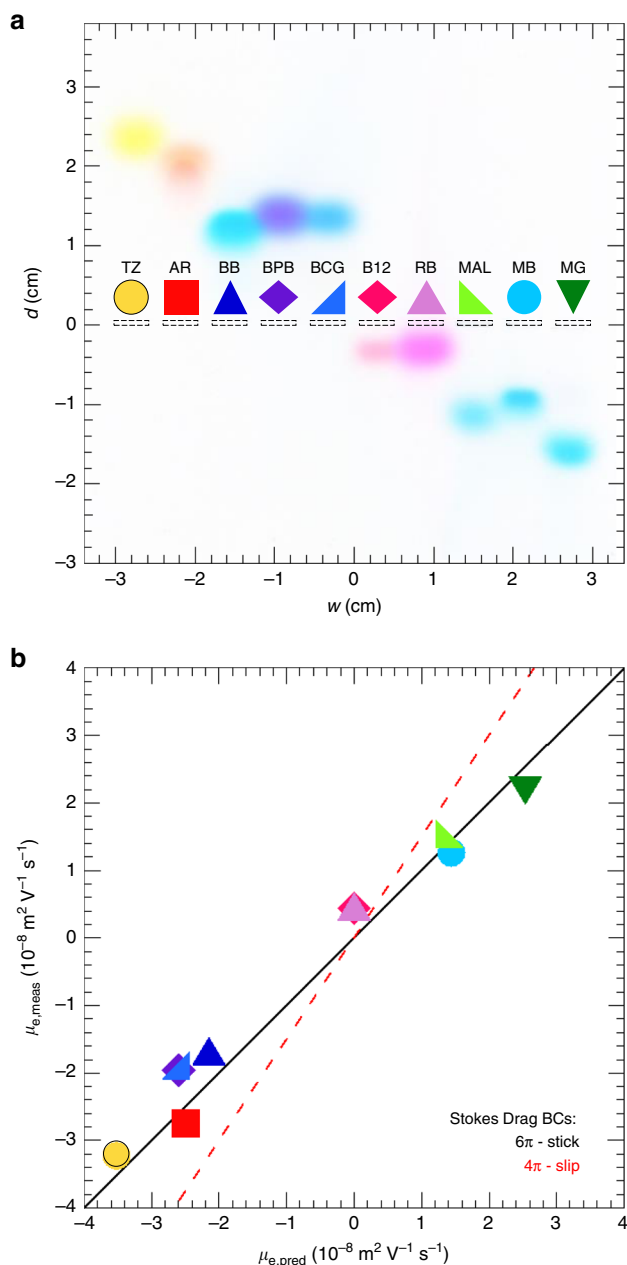 a
3
2
1
0
−1
−2
−3
d (cm)
TZ AR BB BPB BCG B12 RB MAL MB MG
−3 −2 −1 0 1 2 3
w (cm)
b
4
3
2
1
0
−1
−2
−3
−4
μe,meas (10−8 m2 V−1 s−1)
Stokes Drag BCs:
6π - stick
4π - slip
−4 −3 −2 −1 0 1 2 3 4
μe,pred (10−8 m2 V−1 s−1)